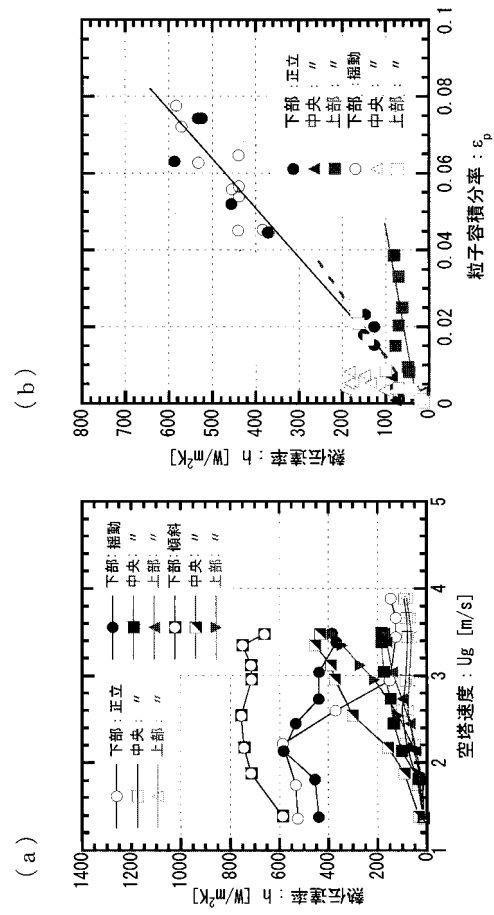 (a)
熱伝達率:h [W/m²K]
1400
1200
1000
800
600
400
200
0
1
2
3
4
5
空塔速度:Ug [m/s]
下部:正立
中央: 〃
上部: 〃
下部:揺動
中央: 〃
上部: 〃
下部:傾斜
中央: 〃
上部: 〃
(b)
熱伝達率:h [W/m²K]
800
700
600
500
400
300
200
100
0
0
0.02
0.04
0.06
0.08
0.1
粒子容積分率:εp
下部:正立
中央: 〃
上部: 〃
下部:揺動
中央: 〃
上部: 〃